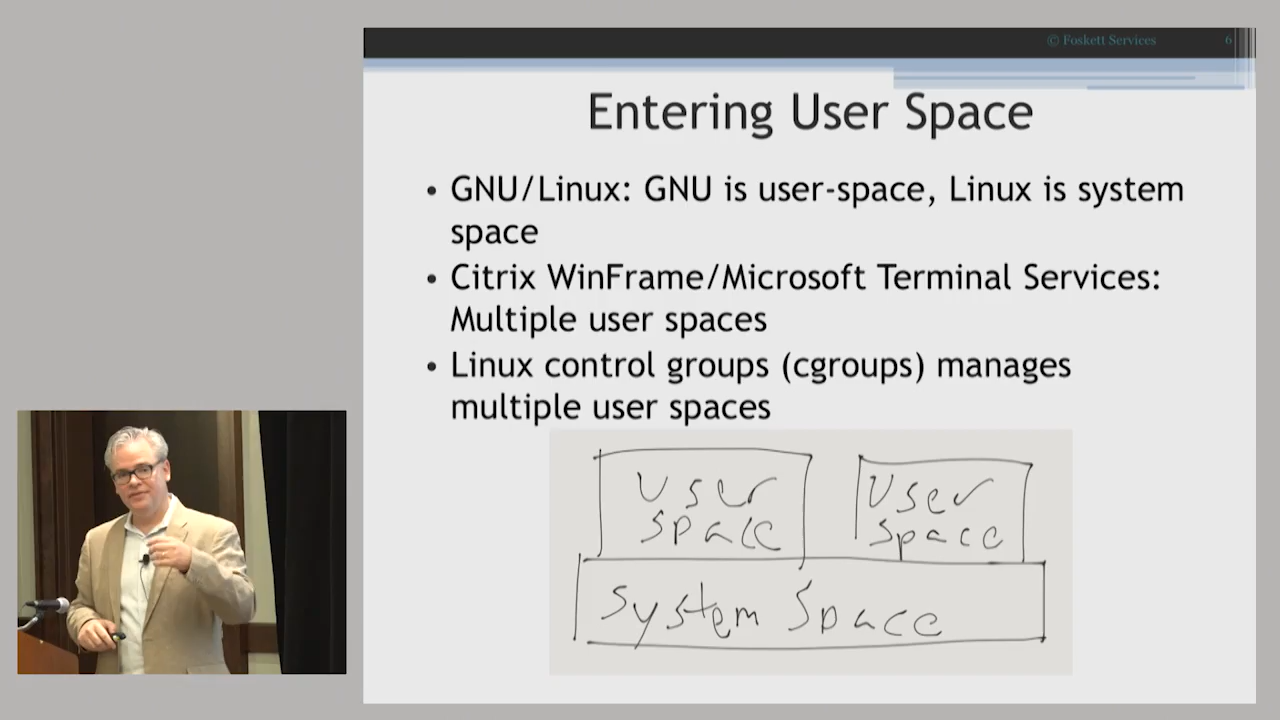 © Foskett Services 6
Entering User Space
• GNU/Linux: GNU is user-space, Linux is system
space
• Citrix WinFrame/Microsoft Terminal Services:
Multiple user spaces
• Linux control groups (cgroups) manages
multiple user spaces
User
Space
User
Space
System Space